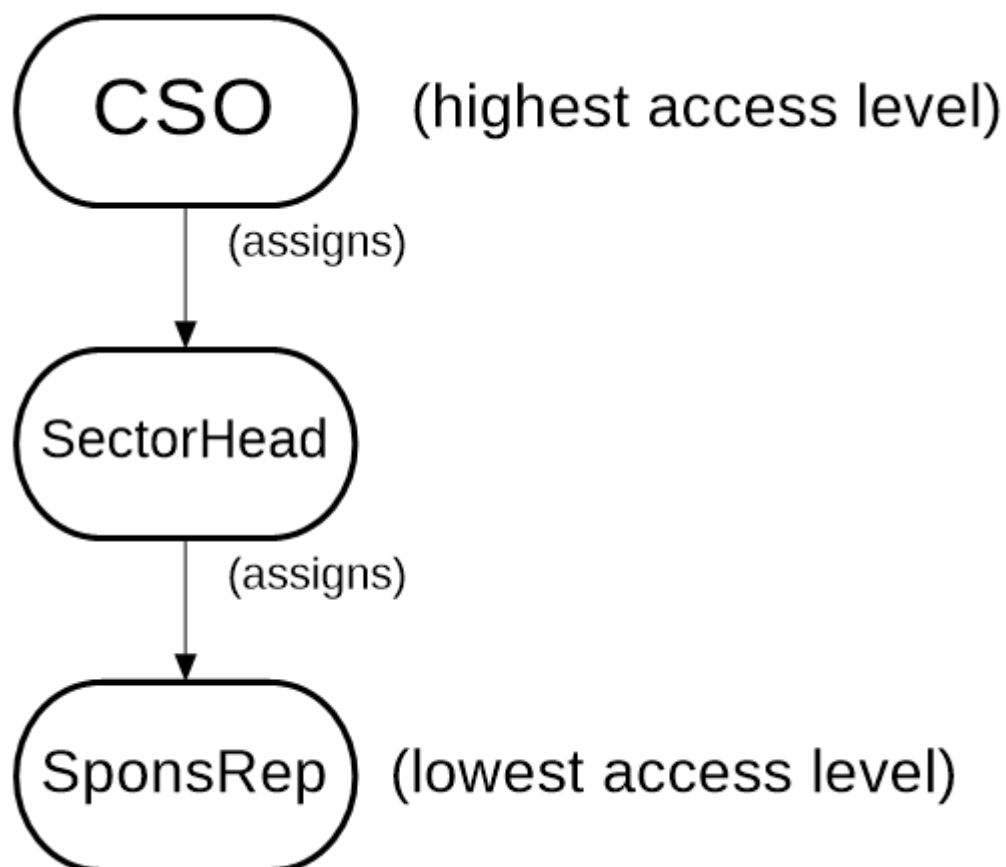 CSO (highest access level)
(assigns)
SectorHead
(assigns)
SponsRep (lowest access level)